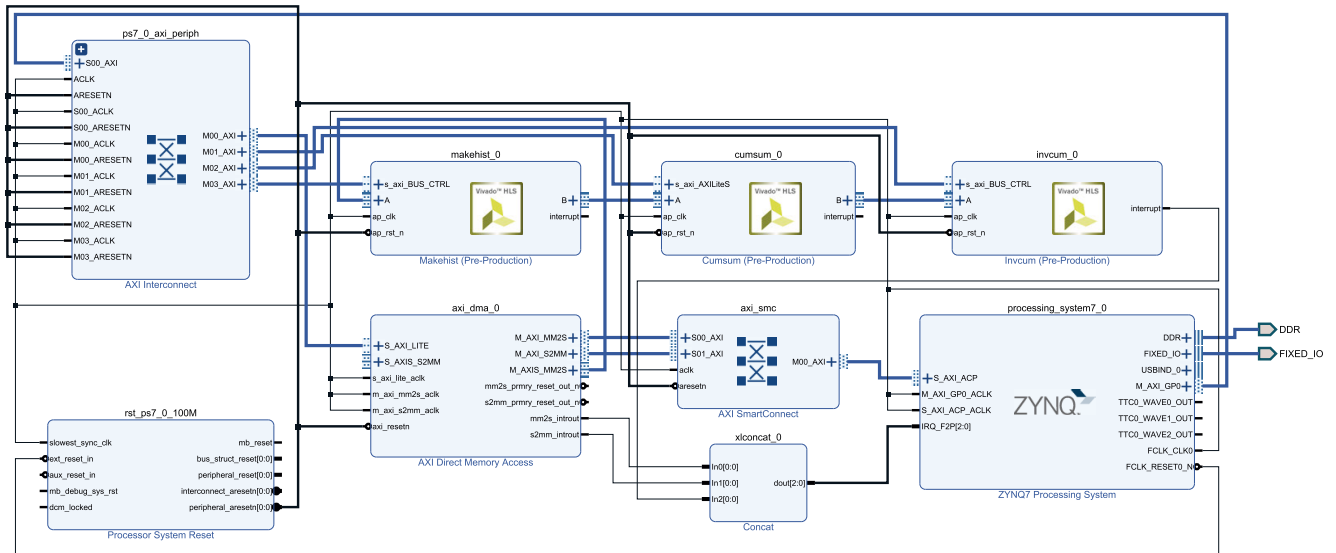 ps7_0_axi_periph
S00_AXI
ACLK
ARESETN
S00_ACLK
S00_ARESETN
M00_ACLK
M00_ARESETN
M01_ACLK
M01_ARESETN
M02_ACLK
M02_ARESETN
M03_ACLK
M03_ARESETN
M00_AXI
M01_AXI
M02_AXI
M03_AXI
AXI Interconnect
makehist_0
s_axi_BUS_CTRL
A
ap_clk
ap_rst_n
Vivado™ HLS
B
interrupt
Makehist (Pre-Production)
cumsum_0
s_axi_AXILiteS
A
ap_clk
ap_rst_n
Vivado™ HLS
B
interrupt
Cumsum (Pre-Production)
invcum_0
s_axi_BUS_CTRL
A
ap_clk
ap_rst_n
Vivado™ HLS
interrupt
Invcum (Pre-Production)
axi_dma_0
S_AXI_LITE
S_AXIS_S2MM
s_axi_lite_aclk
m_axi_mm2s_aclk
m_axi_s2mm_aclk
axi_resetn
M_AXI_MM2S
M_AXI_S2MM
M_AXIS_MM2S
mm2s_prmry_reset_out_n
s2mm_prmry_reset_out_n
mm2s_introut
s2mm_introut
AXI Direct Memory Access
axi_smc
S00_AXI
S01_AXI
aclk
aresetn
M00_AXI
AXI SmartConnect
processing_system7_0
S_AXI_ACP
M_AXI_GP0_ACLK
S_AXI_ACP_ACLK
IRQ_F2P[2:0]
ZYNQ
DDR
FIXED_IO
USBIND_0
M_AXI_GP0
TTC0_WAVE0_OUT
TTC0_WAVE1_OUT
TTC0_WAVE2_OUT
FCLK_CLK0
FCLK_RESET0_N
ZYNQ7 Processing System
DDR
FIXED_IO
rst_ps7_0_100M
slowest_sync_clk
ext_reset_in
aux_reset_in
mb_debug_sys_rst
dcm_locked
mb_reset
bus_struct_reset[0:0]
peripheral_reset[0:0]
interconnect_aresetn[0:0]
peripheral_aresetn[0:0]
Processor System Reset
xlconcat_0
In0[0:0]
In1[0:0]
In2[0:0]
dout[2:0]
Concat